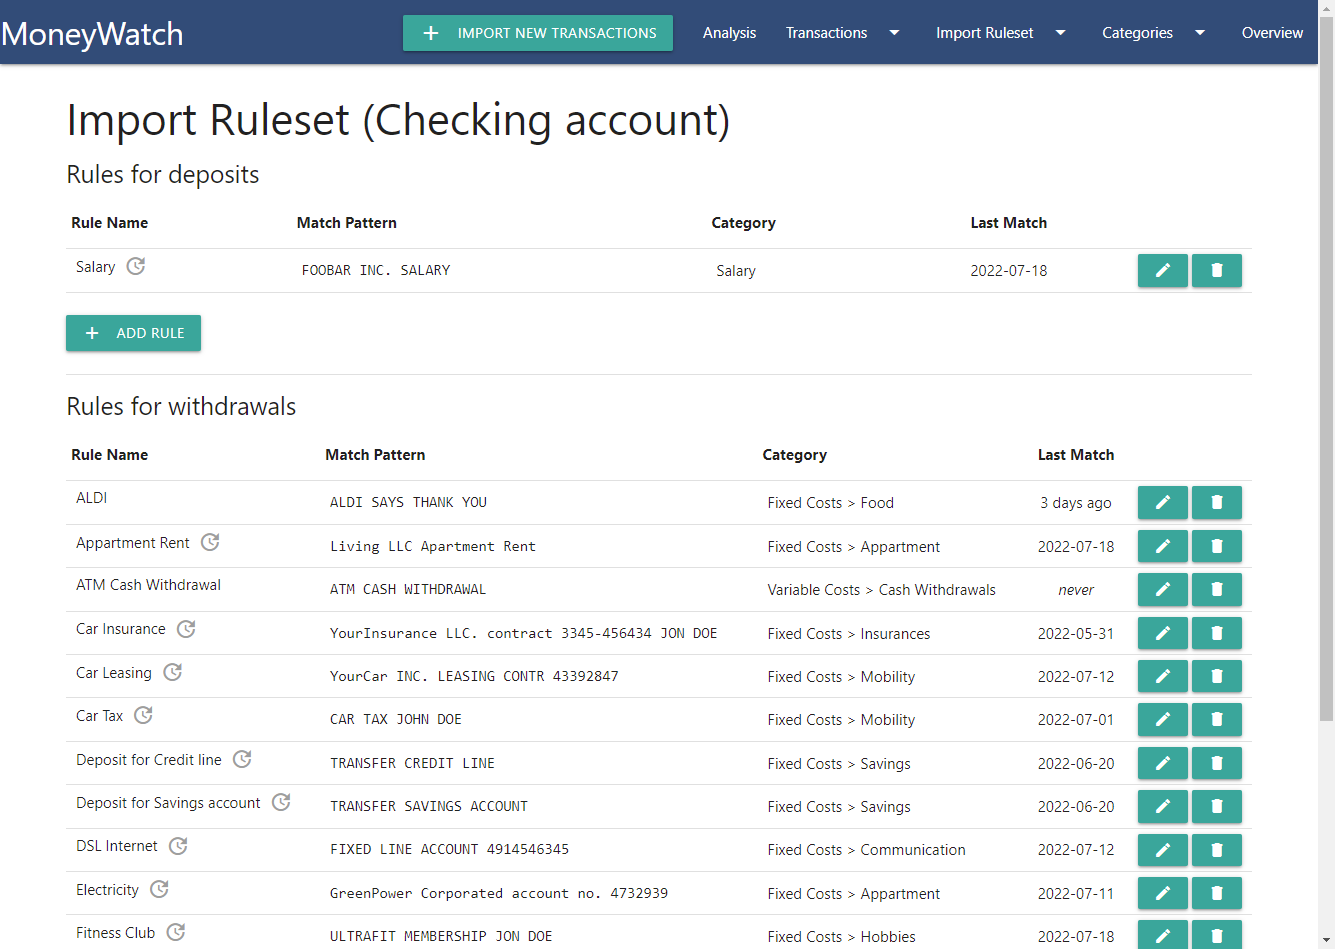 MoneyWatch
IMPORT NEW TRANSACTIONS Analysis Transactions Import Ruleset Categories Overview
Import Ruleset (Checking account)
Rules for deposits
Rule Name Match Pattern Category Last Match
Salary FOOBAR INC. SALARY Salary 2022-07-18
ADD RULE
Rules for withdrawals
Rule Name Match Pattern Category Last Match
ALDI ALDI SAYS THANK YOU Fixed Costs > Food 3 days ago
Appartment Rent Living LLC Apartment Rent Fixed Costs > Appartment 2022-07-18
ATM Cash Withdrawal ATM CASH WITHDRAWAL Variable Costs > Cash Withdrawals never
Car Insurance YourInsurance LLC. contract 3345-456434 JON DOE Fixed Costs > Insurances 2022-05-31
Car Leasing YourCar INC. LEASING CONTR 43392847 Fixed Costs > Mobility 2022-07-12
Car Tax CAR TAX JOHN DOE Fixed Costs > Mobility 2022-07-01
Deposit for Credit line TRANSFER CREDIT LINE Fixed Costs > Savings 2022-06-20
Deposit for Savings account TRANSFER SAVINGS ACCOUNT Fixed Costs > Savings 2022-06-20
DSL Internet FIXED LINE ACCOUNT 4914546345 Fixed Costs > Communication 2022-07-12
Electricity GreenPower Corporated account no. 4732939 Fixed Costs > Appartment 2022-07-11
Fitness Club ULTRAFIT MEMBERSHIP JON DOE Fixed Costs > Hobbies 2022-07-18